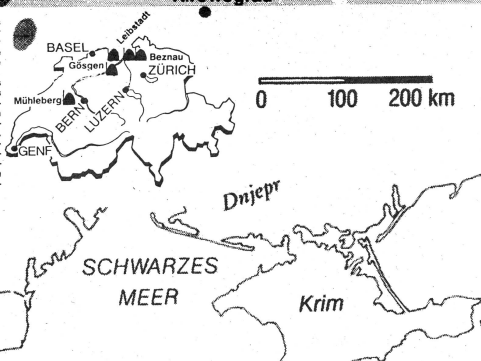 Leibstadt
BASEL
Gösgen
Beznau
ZÜRICH
Mühleberg
BERN
LUZERN
GENF
0 100 200 km
Dnjepr
SCHWARZES
MEER
Krim